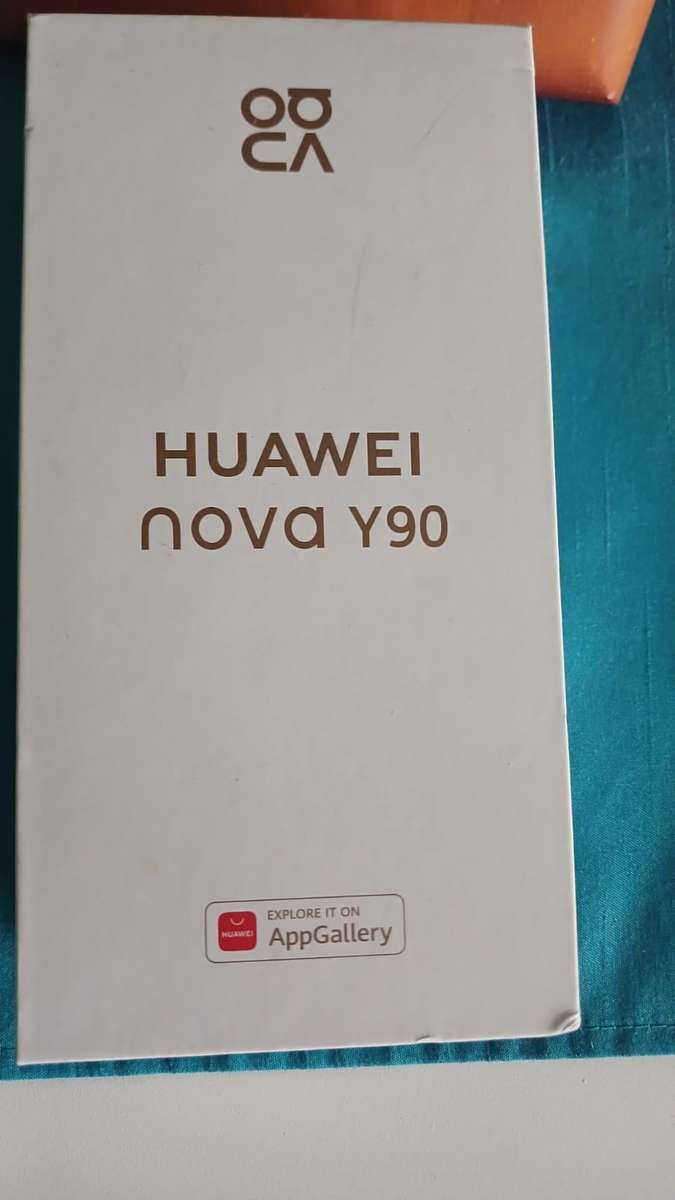 HUAWEI
nova Y90
HUAWEI
EXPLORE IT ON
AppGallery